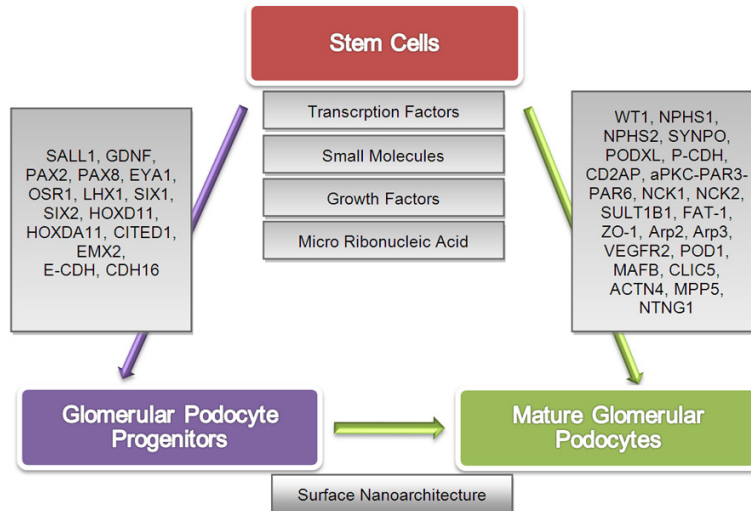 Stem Cells
Transcrption Factors
Small Molecules
Growth Factors
Micro Ribonucleic Acid
SALL1, GDNF,
PAX2, PAX8, EYA1,
OSR1, LHX1, SIX1,
SIX2, HOXD11,
HOXDA11, CITED1,
EMX2,
E-CDH, CDH16
WT1, NPHS1,
NPHS2, SYNPO,
PODXL, P-CDH,
CD2AP, aPKC-PAR3-
PAR6, NCK1, NCK2,
SULT1B1, FAT-1,
ZO-1, Arp2, Arp3,
VEGFR2, POD1,
MAFB, CLIC5,
ACTN4, MPP5,
NTNG1
Glomerular Podocyte
Progenitors
Mature Glomerular
Podocytes
Surface Nanoarchitecture